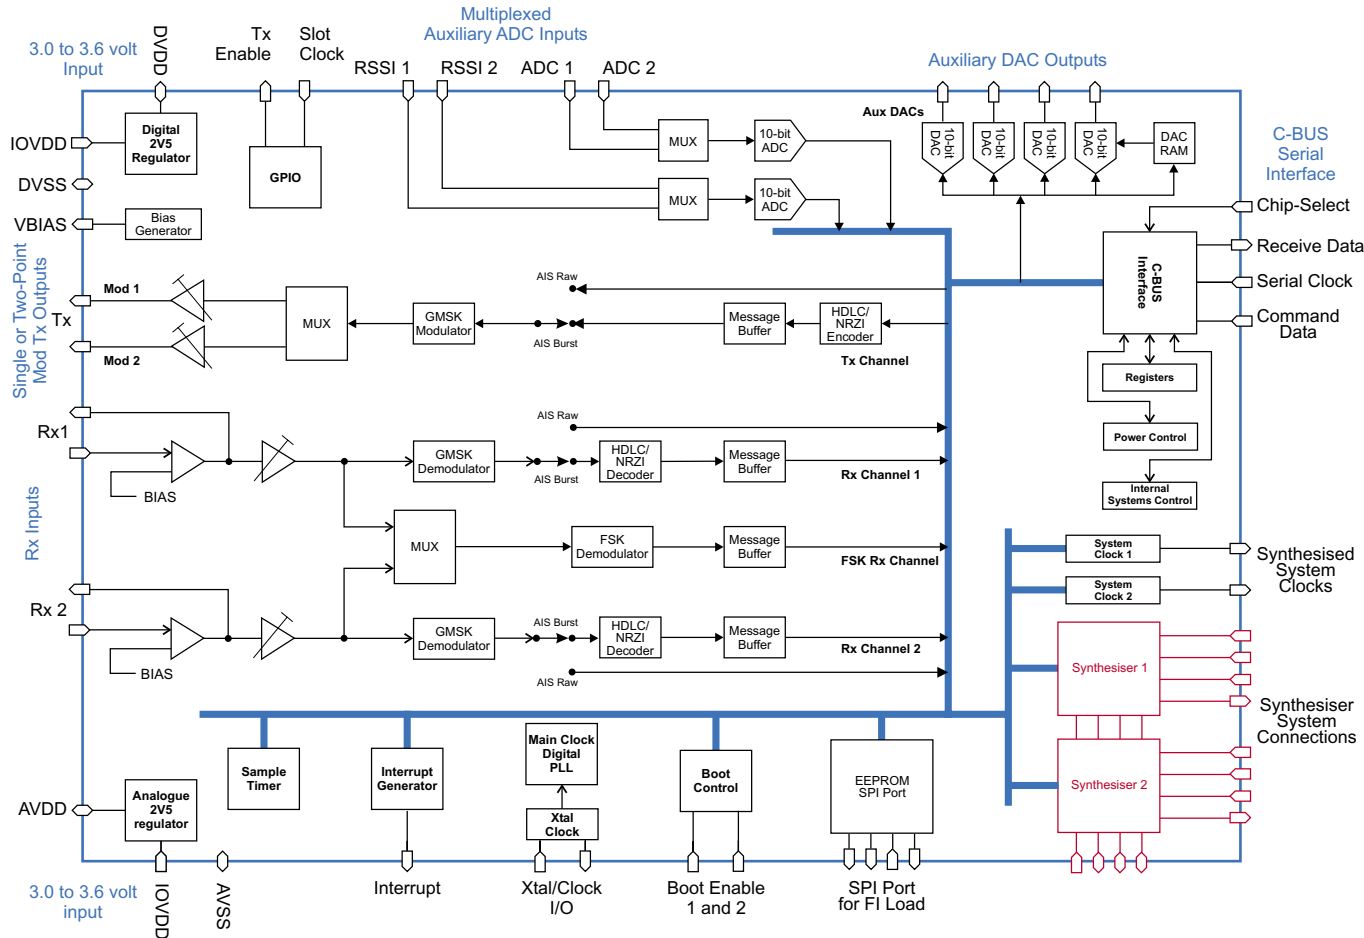 Multiplexed
Auxiliary ADC Inputs
3.0 to 3.6 volt
Input
DVDD
Tx
Enable
Slot
Clock
RSSI 1
RSSI 2
ADC 1
ADC 2
Auxiliary DAC Outputs
Aux DACs
IOVDD
Digital
2V5
Regulator
GPIO
MUX
10-bit
ADC
MUX
10-bit
ADC
10-bit
DAC
10-bit
DAC
10-bit
DAC
10-bit
DAC
DAC
RAM
C-BUS
Serial
Interface
DVSS
VBIAS
Bias
Generator
Chip-Select
Receive Data
Serial Clock
Command
Data
C-BUS
Interface
Registers
Power Control
Internal
Systems Control
Single or Two-Point
Mod Tx Outputs
Tx
Mod 1
Mod 2
MUX
GMSK
Modulator
AIS Raw
AIS Burst
Message
Buffer
HDLC/
NRZI
Encoder
Tx Channel
Rx Inputs
Rx1
BIAS
GMSK
Demodulator
AIS Raw
AIS Burst
HDLC/
NRZI
Decoder
Message
Buffer
Rx Channel 1
MUX
FSK
Demodulator
Message
Buffer
FSK Rx Channel
Rx 2
BIAS
GMSK
Demodulator
AIS Burst
AIS Raw
HDLC/
NRZI
Decoder
Message
Buffer
Rx Channel 2
System
Clock 1
System
Clock 2
Synthesised
System
Clocks
Synthesiser 1
Synthesiser 2
Synthesiser
System
Connections
AVDD
Analogue
2V5
regulator
Sample
Timer
Interrupt
Generator
Main Clock
Digital
PLL
Xtal
Clock
Boot
Control
EEPROM
SPI Port
3.0 to 3.6 volt
input
IOVDD
AVSS
Interrupt
Xtal/Clock
I/O
Boot Enable
1 and 2
SPI Port
for FI Load